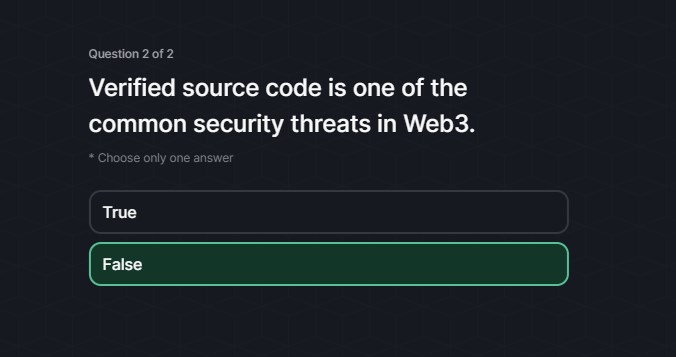 Question 2 of 2
Verified source code is one of the
common security threats in Web3.
* Choose only one answer
True
False